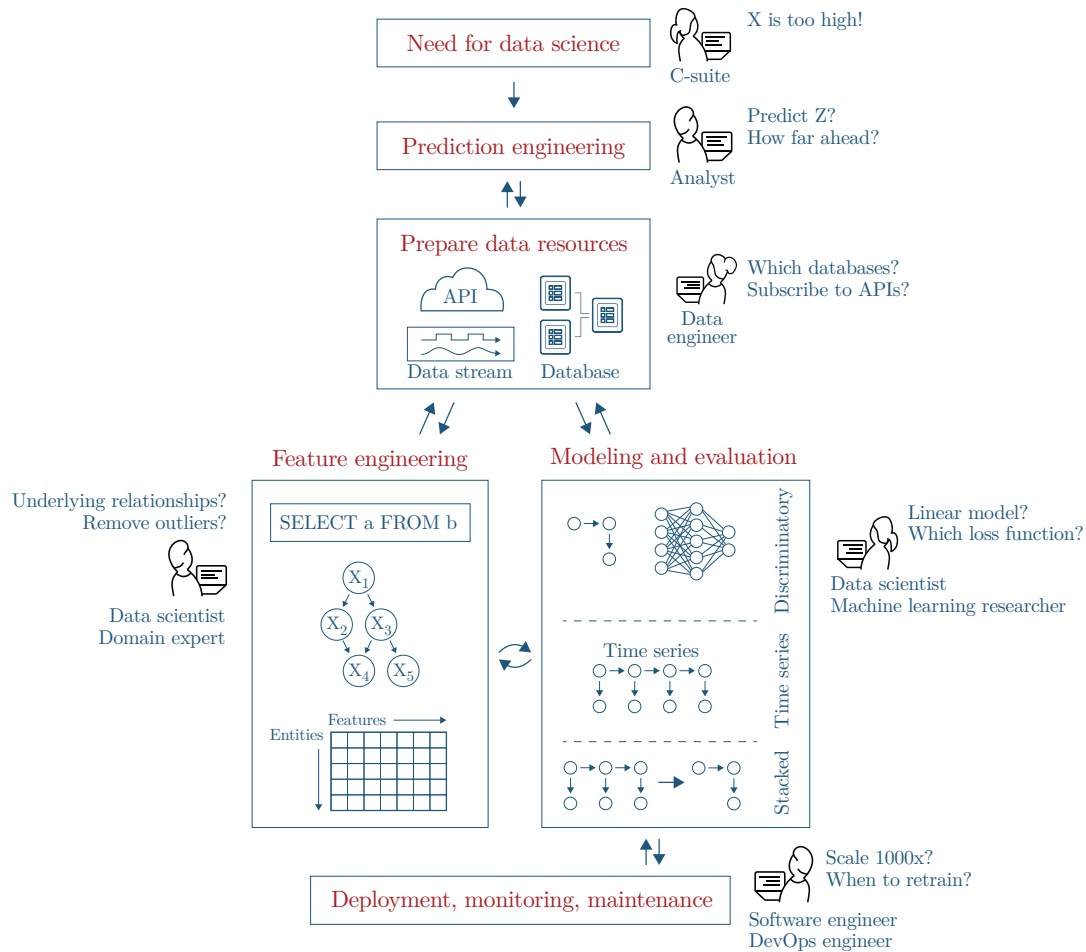 X is too high!
Need for data science
C-suite
Predict Z?
How far ahead?
Prediction engineering
Analyst
Prepare data resources
Which databases?
Subscribe to APIs?
API
Data
engineer
Data stream
Database
Feature engineering
Modeling and evaluation
Underlying relationships?
Remove outliers?
Data scientist
Domain expert
SELECT a FROM b
X1
X2
X3
X4
X5
Features
Entities
Discriminatory
Time series
Time series
Stacked
Linear model?
Which loss function?
Data scientist
Machine learning researcher
Deployment, monitoring, maintenance
Scale 1000x?
When to retrain?
Software engineer
DevOps engineer